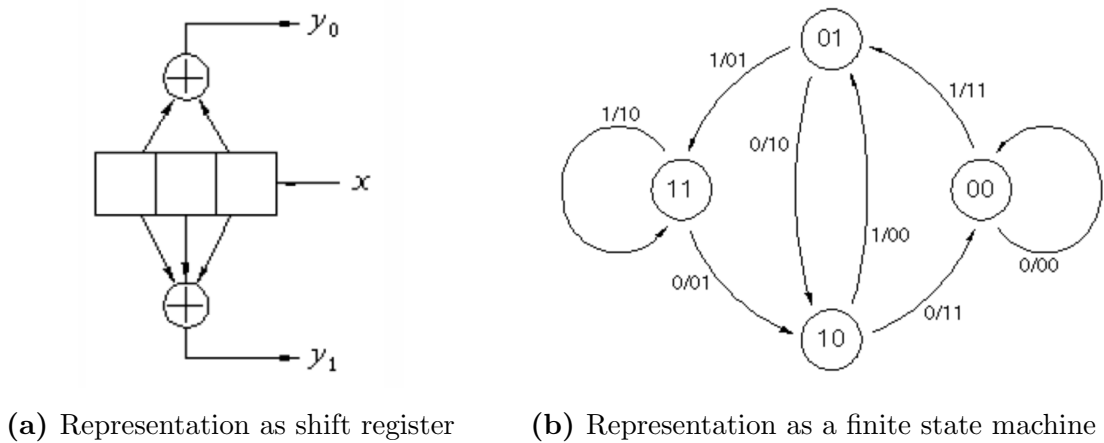 y₀
x
y₁
01
1/01
1/11
1/10
0/10
11
00
1/00
0/01
0/11
0/00
10
(a) Representation as shift register
(b) Representation as a finite state machine